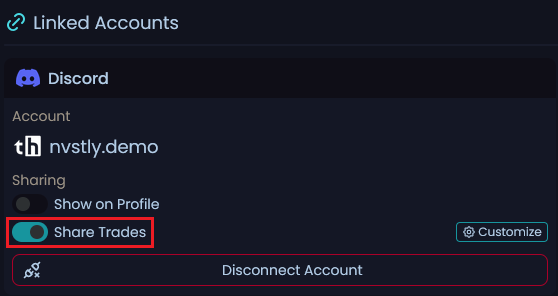 Linked Accounts
Discord
Account
th nvstly.demo
Sharing
Show on Profile
Share Trades
Customize
Disconnect Account